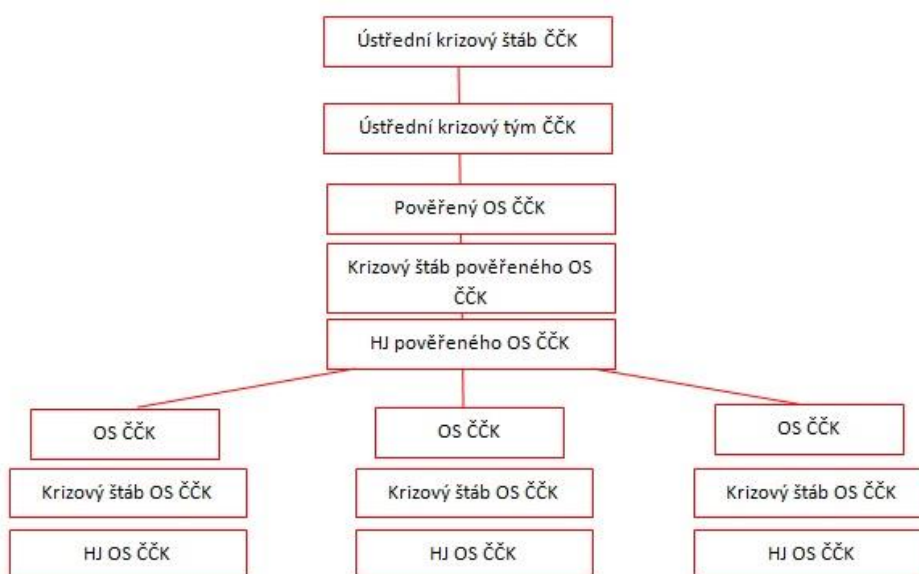 Ústřední krizový štáb ČČK
Ústřední krizový tým ČČK
Pověřený OS ČČK
Krizový štáb pověřeného OS
ČČK
HJ pověřeného OS ČČK
OS ČČK
OS ČČK
OS ČČK
Krizový štáb OS ČČK
Krizový štáb OS ČČK
Krizový štáb OS ČČK
HJ OS ČČK
HJ OS ČČK
HJ OS ČČK